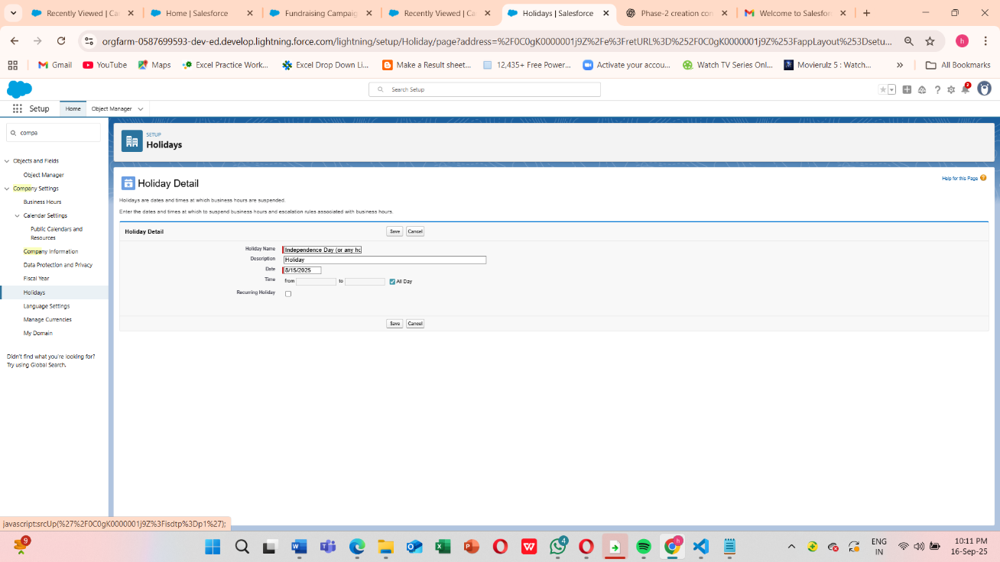 Recently Viewed | Ca
Home | Salesforce
Fundraising Campaig
Recently Viewed | Ca
Holidays | Salesforce
Phase-2 creation con
Welcome to Salesfor
orgfarm-0587699593-dev-ed.develop.lightning.force.com/lightning/setup/Holiday/page?address=%2F0C0gK0000001j9Z%2Fe%3FretURL%3D%252F0C0gK0000001j9Z%253FappLayout%253Dsetu...
h
Gmail
YouTube
Maps
Excel Practice Work...
Excel Drop Down Li...
Make a Result sheet...
12,435+ Free Power...
Activate your accou...
Watch TV Series Onl...
Movierulz 5 : Watch...
»
All Bookmarks
Search Setup
2
Setup
Home
Object Manager
compa
SETUP
Holidays
Objects and Fields
Object Manager
Company Settings
Business Hours
Calendar Settings
Public Calendars and
Resources
Company Information
Data Protection and Privacy
Fiscal Year
Holidays
Language Settings
Manage Currencies
My Domain
Didn't find what you're looking for?
Try using Global Search.
Holiday Detail
Help for this Page
Holidays are dates and times at which business hours are suspended.
Enter the dates and times at which to suspend business hours and escalation rules associated with business hours.
Holiday Detail
Save Cancel
Holiday Name Independence Day (or any ho
Description Holiday
Date 8/15/2025
Time from to All Day
Recurring Holiday
Save Cancel
javascript:srcUp(%27%2F0C0gK0000001j9Z%3Fisdtp%3Dp1%27);
9
4
h
ENG
IN
10:11 PM
16-Sep-25